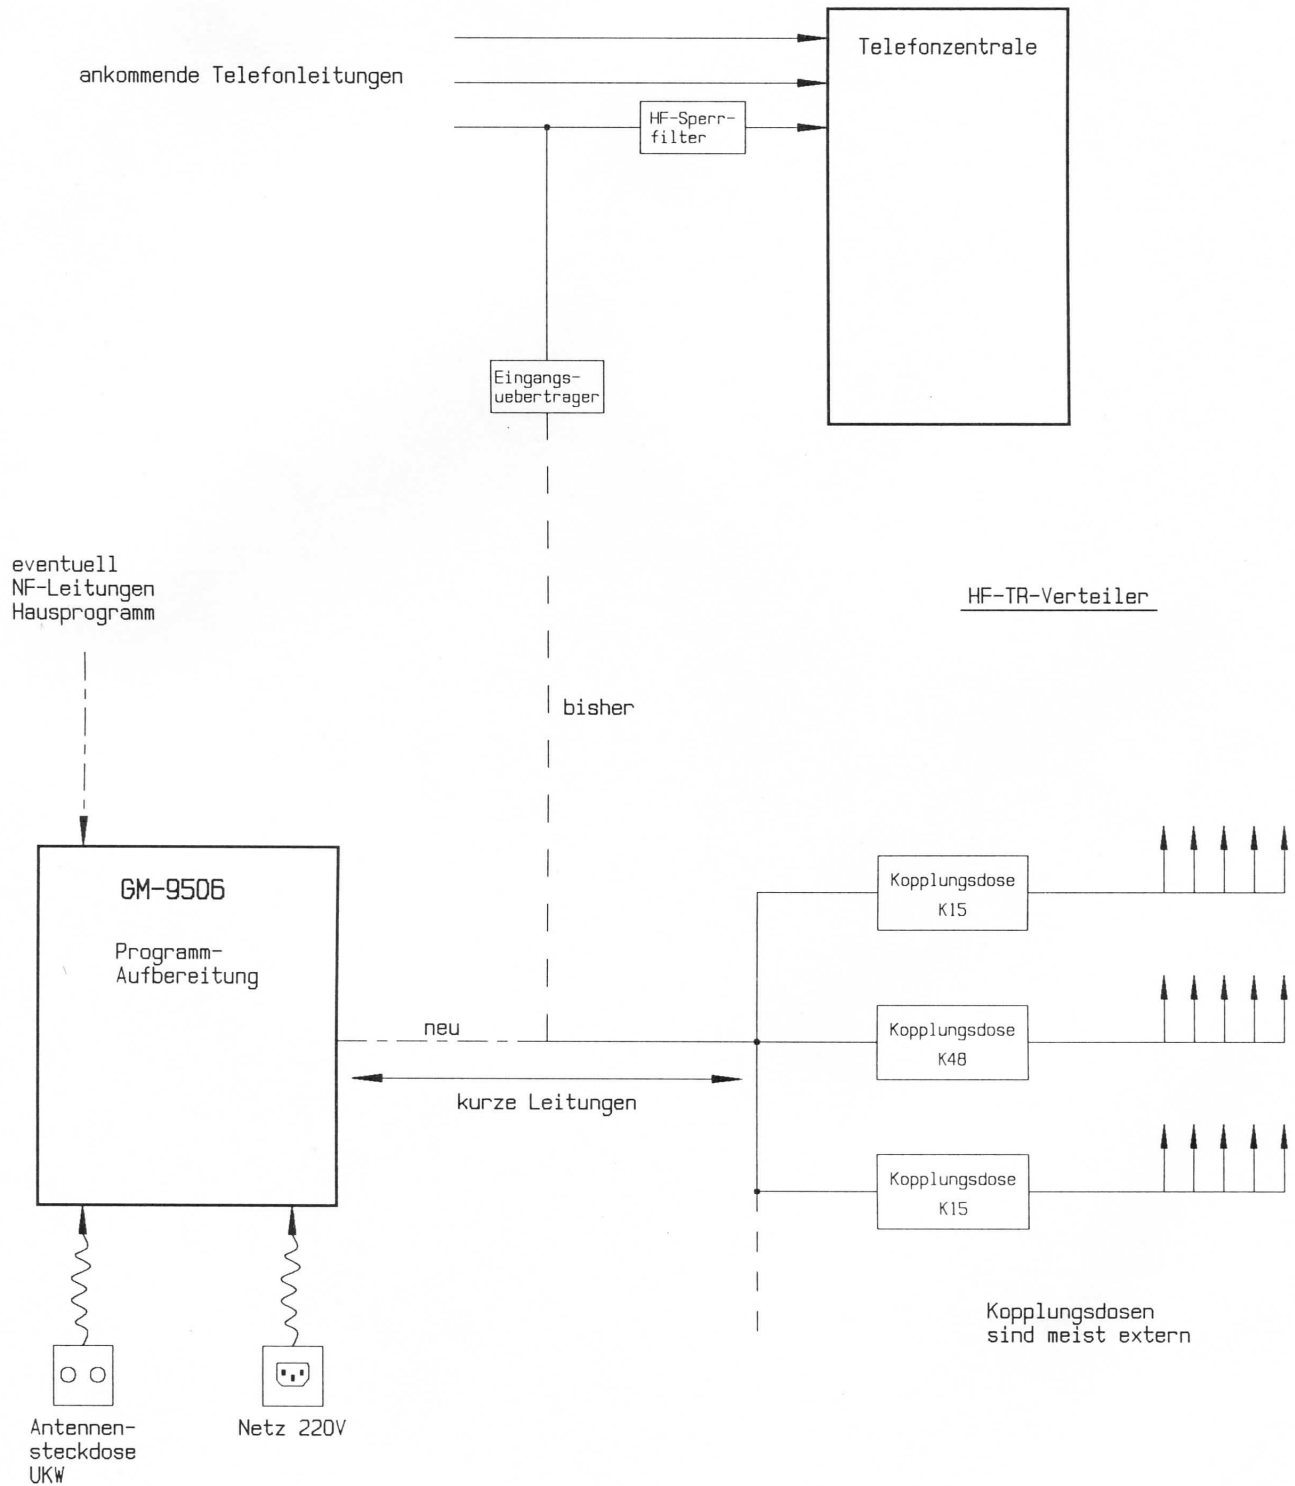 Telefonzentrale
ankommende Telefonleitungen
HF-Sperr-
filter
Eingangs-
uebertrager
eventuell
NF-Leitungen
Hausprogramm
HF-TR-Verteiler
bisher
GM-9506
Programm-
Aufbereitung
Kopplungsdose
K15
neu
Kopplungsdose
K48
kurze Leitungen
Kopplungsdose
K15
Kopplungsdosen
sind meist extern
Antennen-
steckdose
UKW
Netz 220V